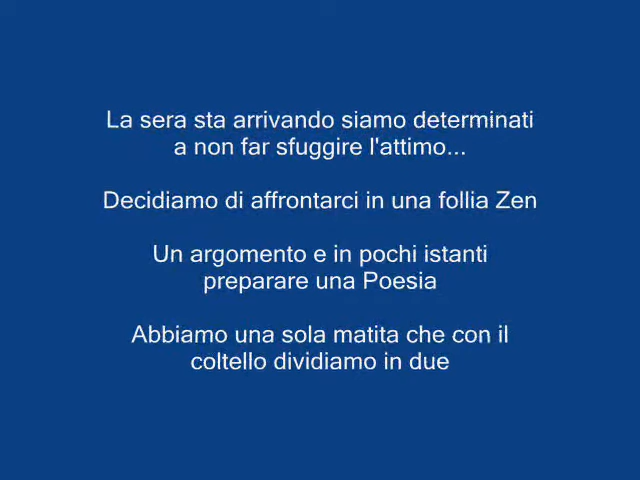 La sera sta arrivando siamo determinati
a non far sfuggire l'attimo...
Decidiamo di affrontarci in una follia Zen
Un argomento e in pochi istanti
preparare una Poesia
Abbiamo una sola matita che con il
coltello dividiamo in due